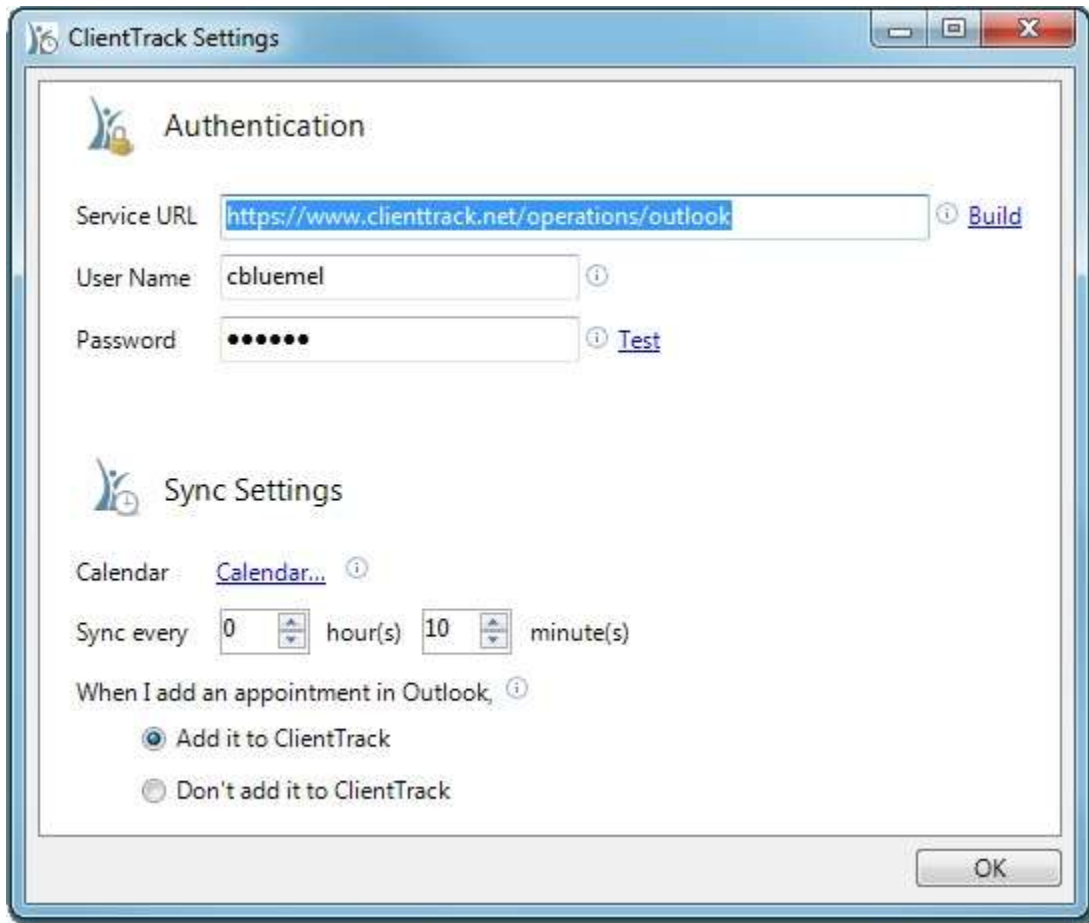 ClientTrack Settings
Authentication
Service URL https://www.clienttrack.net/operations/outlook Build
User Name cbluemel
Password •••••• Test
Sync Settings
Calendar Calendar...
Sync every 0 hour(s) 10 minute(s)
When I add an appointment in Outlook,
Add it to ClientTrack
Don't add it to ClientTrack
OK